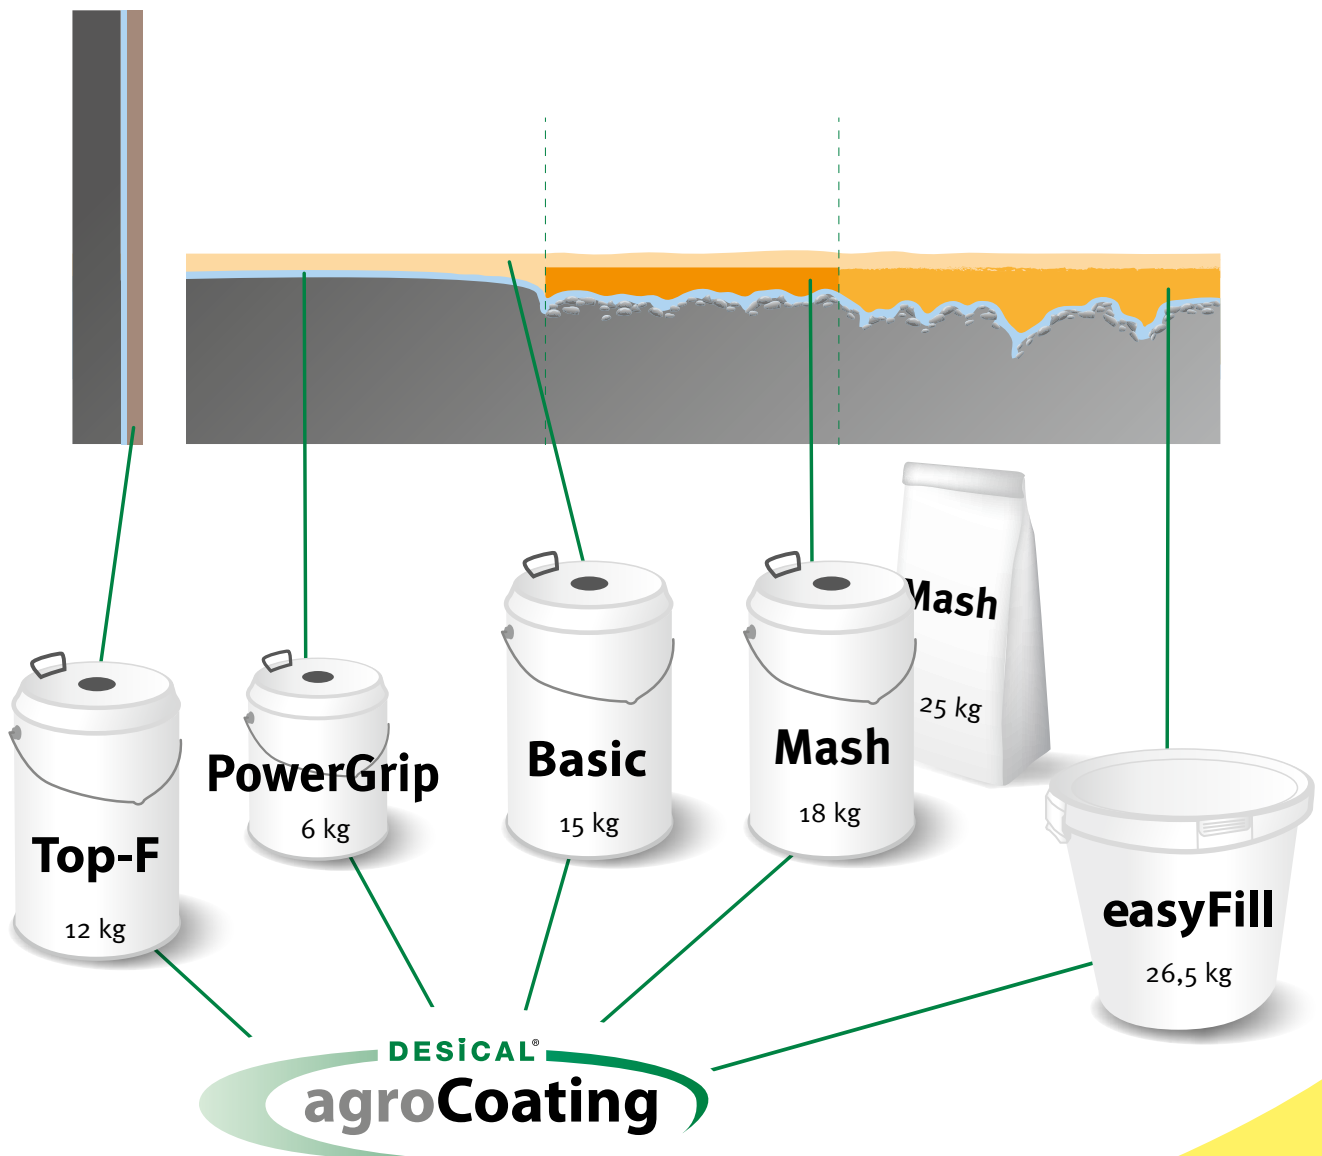 Mash
25 kg
Top-F
12 kg
PowerGrip
6 kg
Basic
15 kg
Mash
18 kg
easyFill
26,5 kg
DESiCAL®
agroCoating